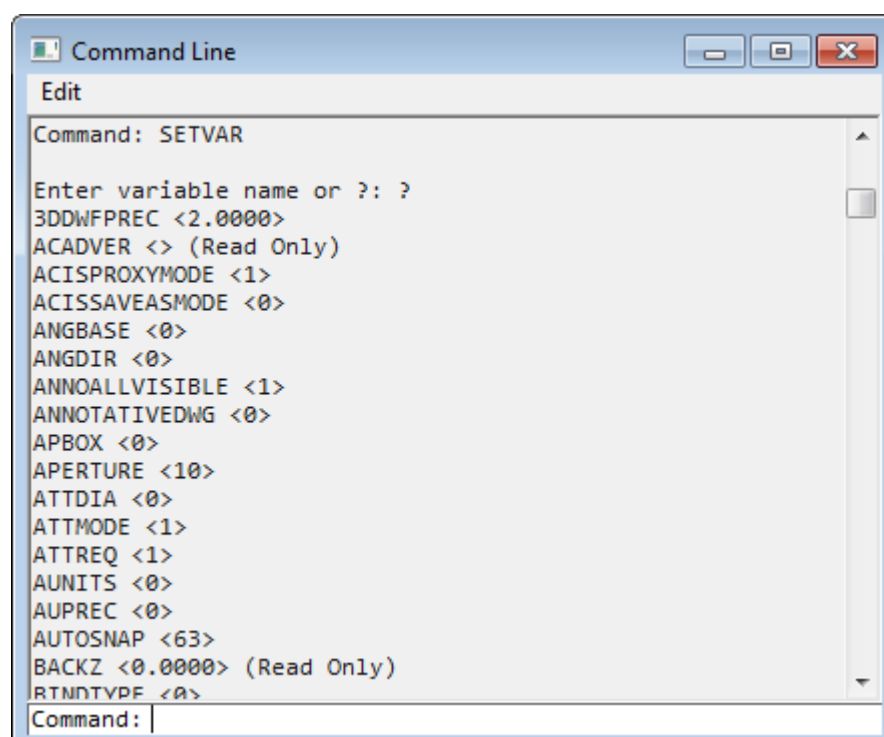 Command Line
Edit
Command: SETVAR
Enter variable name or ?: ?
3DDWFPREC <2.0000>
ACADVER <> (Read Only)
ACISPROXYMODE <1>
ACISSAVEASMODE <0>
ANGBASE <0>
ANGDIR <0>
ANNOALLVISIBLE <1>
ANNOTATIVEDWG <0>
APBOX <0>
APERTURE <10>
ATTDIA <0>
ATTMODE <1>
ATTREQ <1>
AUNITS <0>
AUPREC <0>
AUTOSNAP <63>
BACKZ <0.0000> (Read Only)
BINDTYPE <0>
Command: